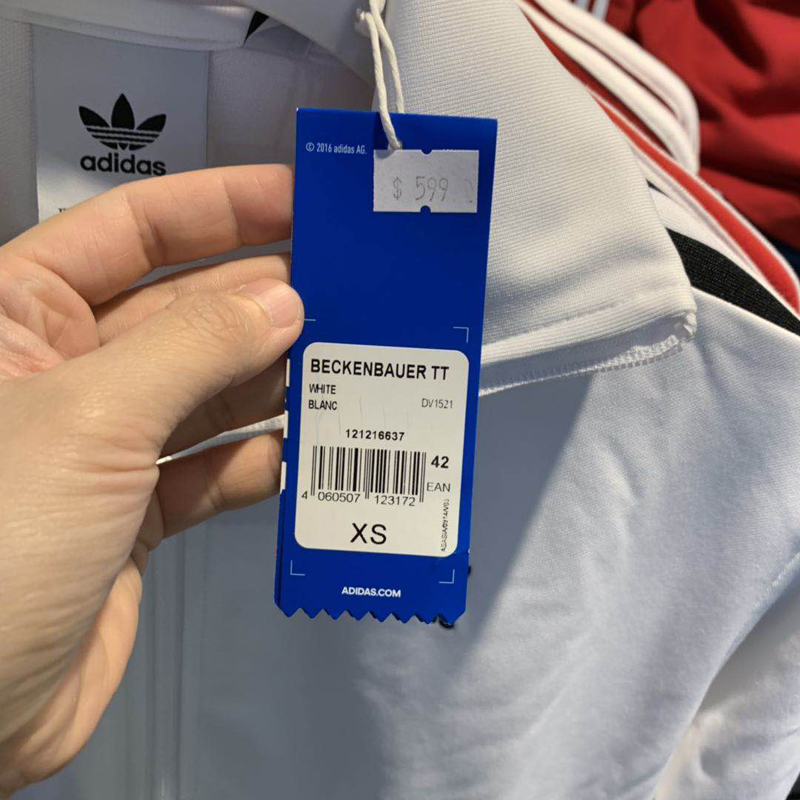 adidas
© 2016 adidas AG.
$ 599
BECKENBAUER TT
WHITE
BLANC
DV1521
121216637
42
EAN
4 060507 123172
XS
ADIDAS.COM